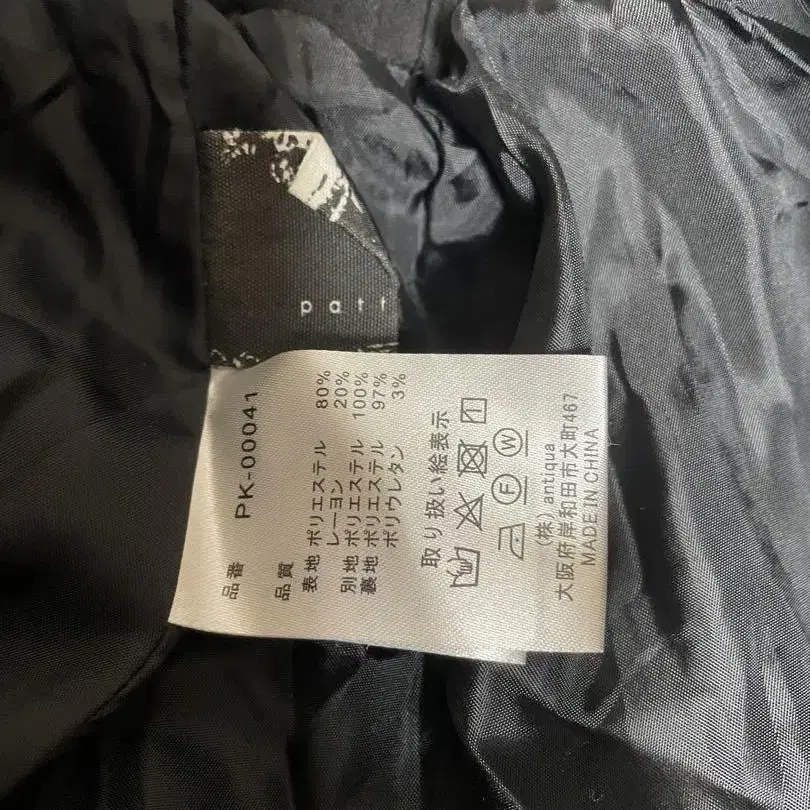 patt
品番 PK-00041
品質
表地 ポリエステル 80%
レーヨン 20%
別地 ポリエステル 100%
裏地 ポリエステル 97%
ポリウレタン 3%
取り扱い絵表示
F W
(株) antiqua
大阪府岸和田市大町467
MADE IN CHINA